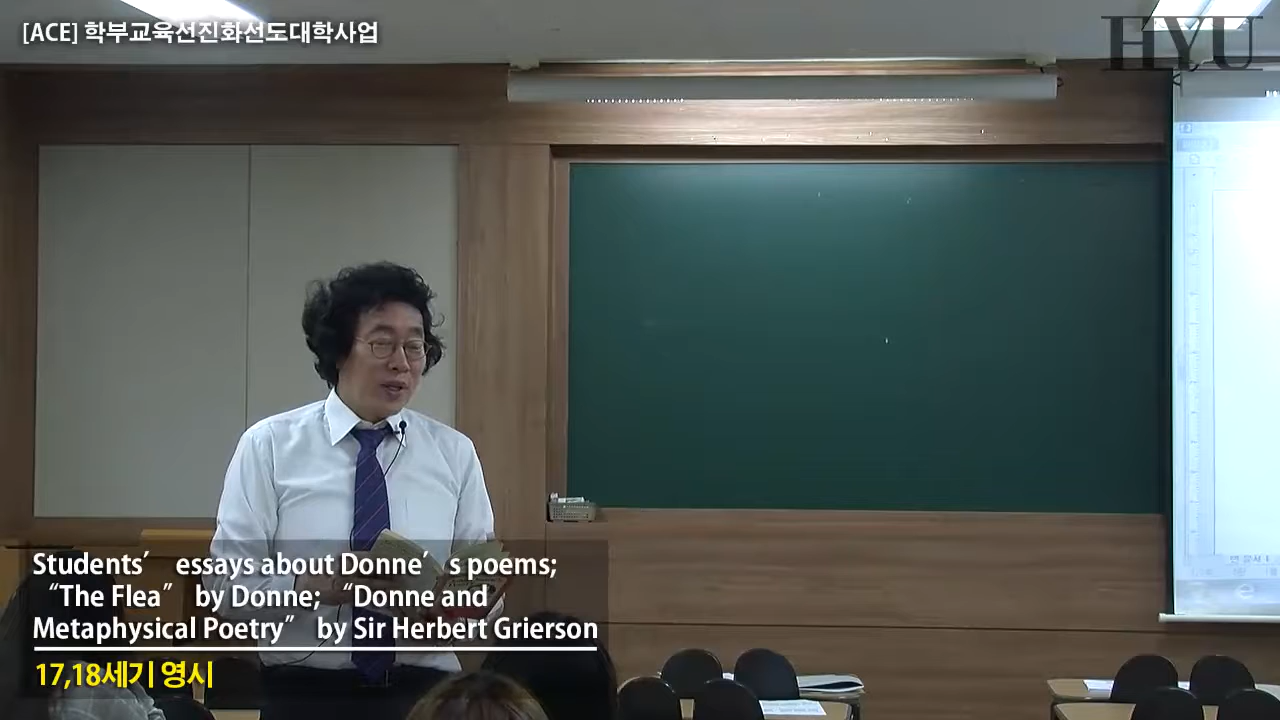 [ACE] 학부교육선진화선도대학사업
HYU
Students′ essays about Donne′ s poems;
“The Flea” by Donne; “Donne and
Metaphysical Poetry” by Sir Herbert Grierson
17,18세기 영시